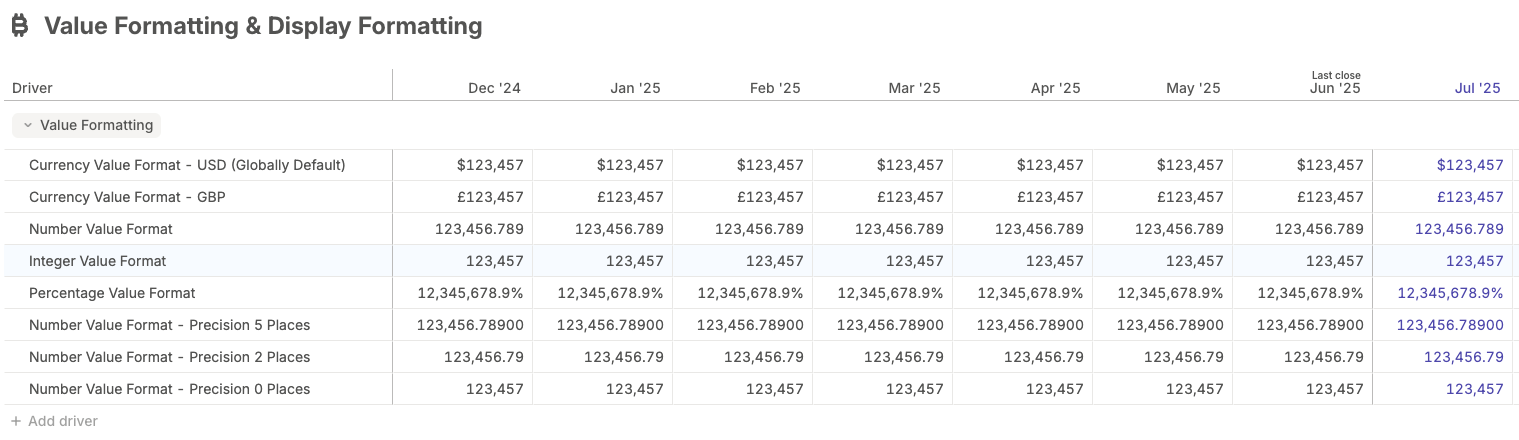 Value Formatting & Display Formatting
Last close
Driver Dec '24 Jan '25 Feb '25 Mar '25 Apr '25 May '25 Jun '25 Jul '25
Value Formatting
Currency Value Format - USD (Globally Default) $123,457 $123,457 $123,457 $123,457 $123,457 $123,457 $123,457 $123,457
Currency Value Format - GBP £123,457 £123,457 £123,457 £123,457 £123,457 £123,457 £123,457 £123,457
Number Value Format 123,456.789 123,456.789 123,456.789 123,456.789 123,456.789 123,456.789 123,456.789 123,456.789
Integer Value Format 123,457 123,457 123,457 123,457 123,457 123,457 123,457 123,457
Percentage Value Format 12,345,678.9% 12,345,678.9% 12,345,678.9% 12,345,678.9% 12,345,678.9% 12,345,678.9% 12,345,678.9% 12,345,678.9%
Number Value Format - Precision 5 Places 123,456.78900 123,456.78900 123,456.78900 123,456.78900 123,456.78900 123,456.78900 123,456.78900 123,456.78900
Number Value Format - Precision 2 Places 123,456.79 123,456.79 123,456.79 123,456.79 123,456.79 123,456.79 123,456.79 123,456.79
Number Value Format - Precision 0 Places 123,457 123,457 123,457 123,457 123,457 123,457 123,457 123,457
+ Add driver